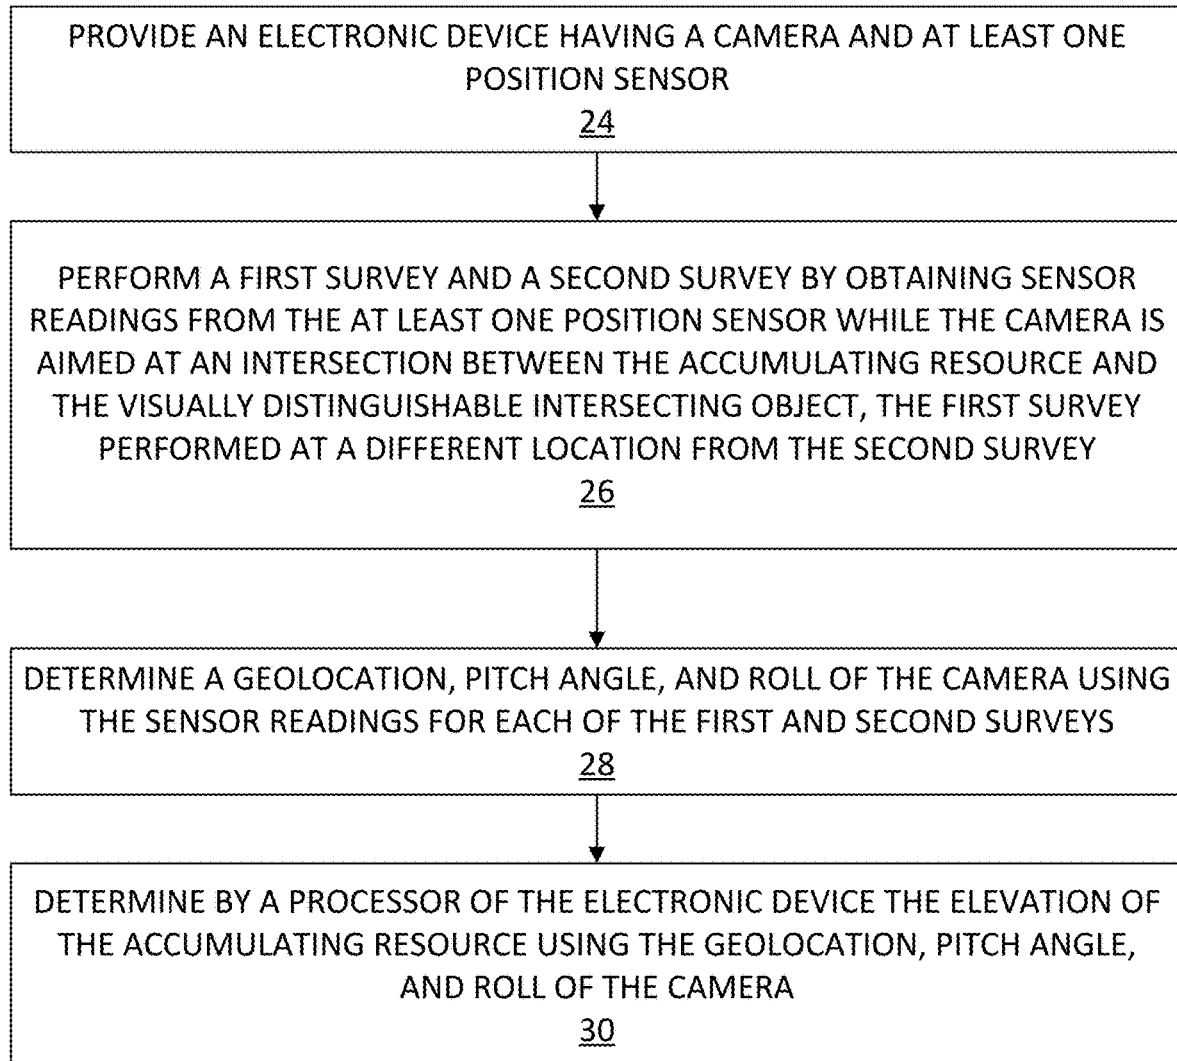 PROVIDE AN ELECTRONIC DEVICE HAVING A CAMERA AND AT LEAST ONE
POSITION SENSOR
24
PERFORM A FIRST SURVEY AND A SECOND SURVEY BY OBTAINING SENSOR
READINGS FROM THE AT LEAST ONE POSITION SENSOR WHILE THE CAMERA IS
AIMED AT AN INTERSECTION BETWEEN THE ACCUMULATING RESOURCE AND
THE VISUALLY DISTINGUISHABLE INTERSECTING OBJECT, THE FIRST SURVEY
PERFORMED AT A DIFFERENT LOCATION FROM THE SECOND SURVEY
26
DETERMINE A GEOLOCATION, PITCH ANGLE, AND ROLL OF THE CAMERA USING
THE SENSOR READINGS FOR EACH OF THE FIRST AND SECOND SURVEYS
28
DETERMINE BY A PROCESSOR OF THE ELECTRONIC DEVICE THE ELEVATION OF
THE ACCUMULATING RESOURCE USING THE GEOLOCATION, PITCH ANGLE,
AND ROLL OF THE CAMERA
30